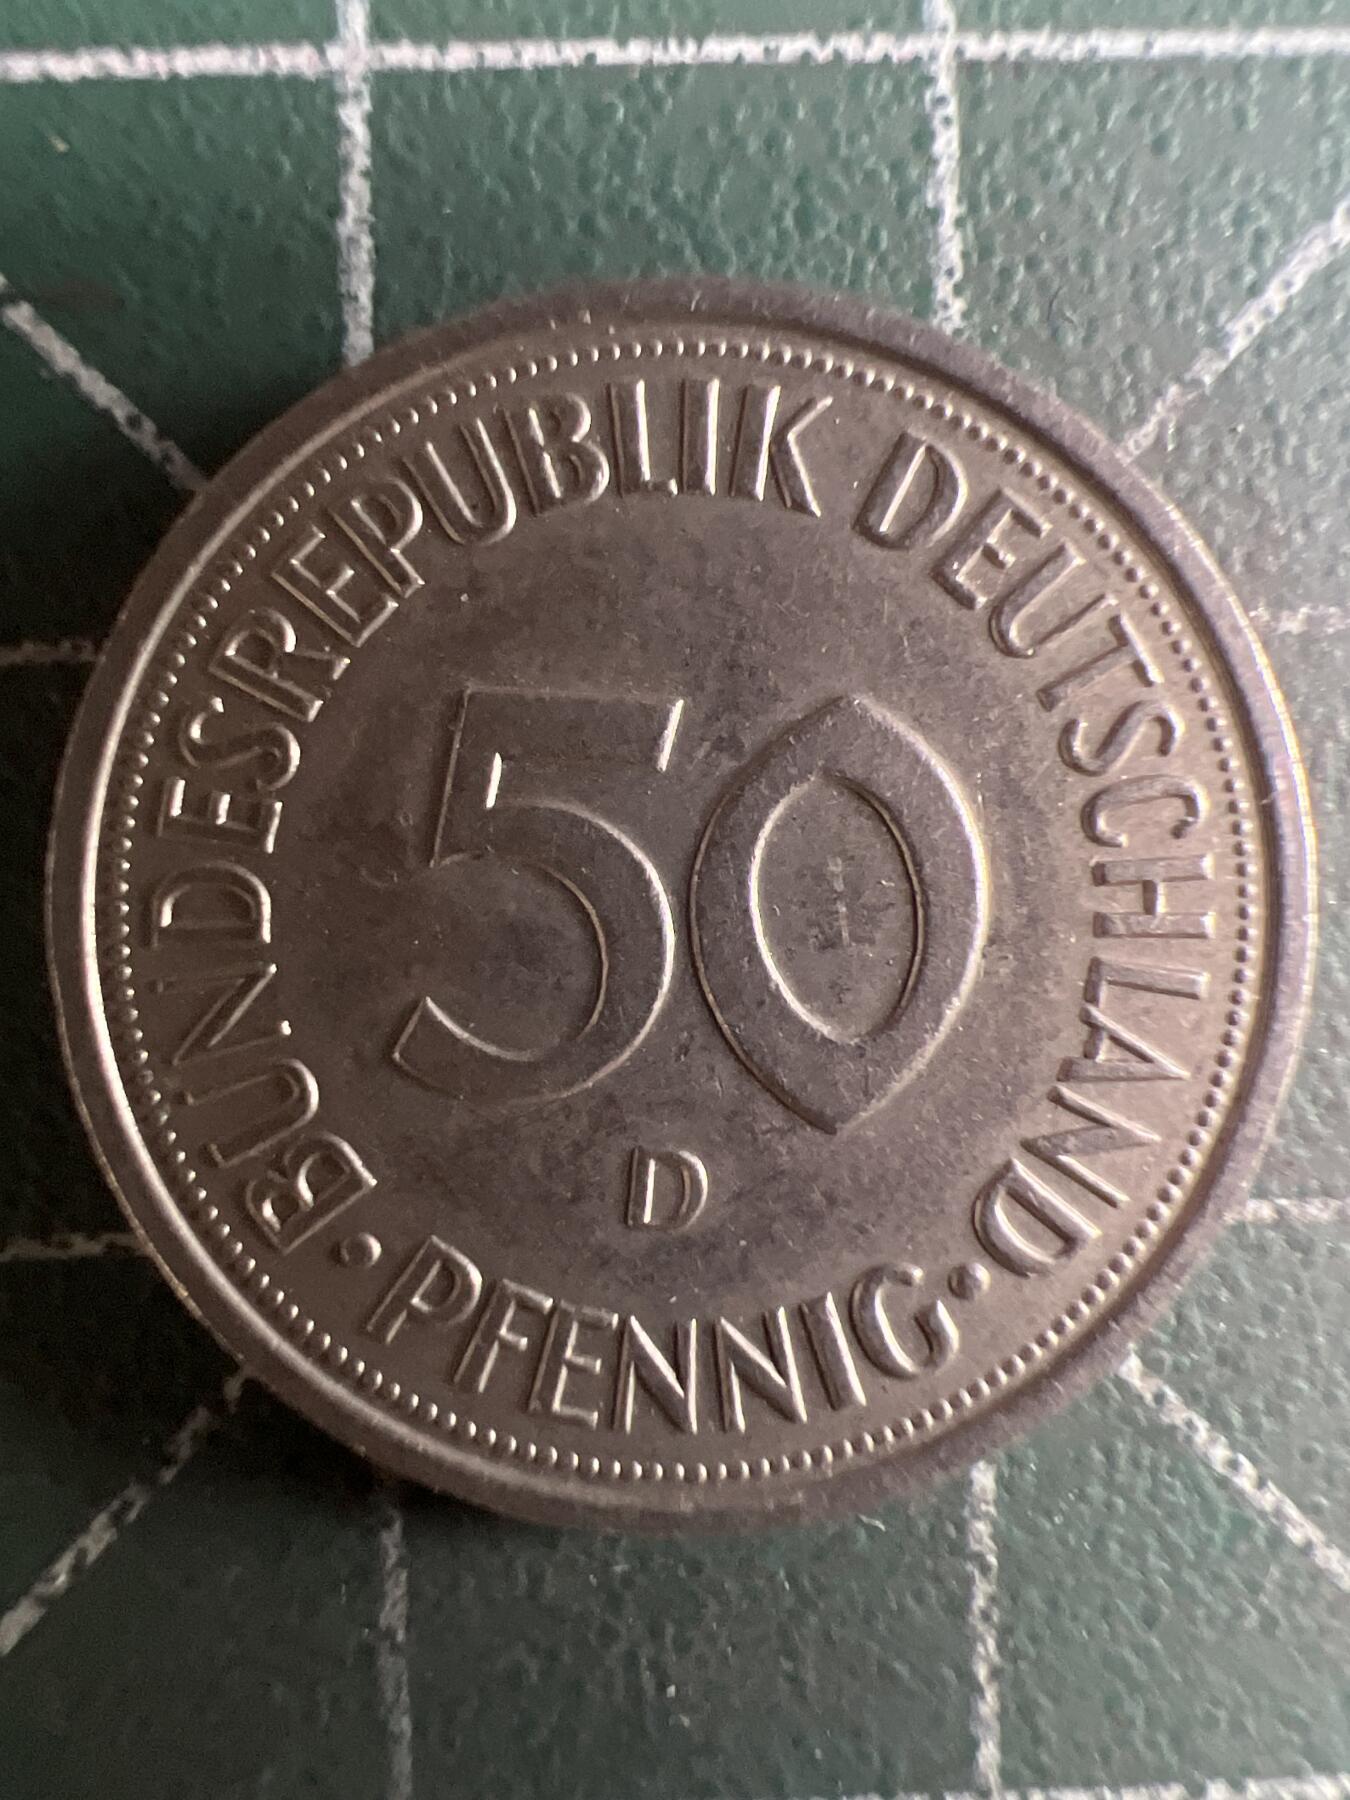 BUNDESREPUBLIK DEUTSCHLAND
50
D
· PFENNIG ·